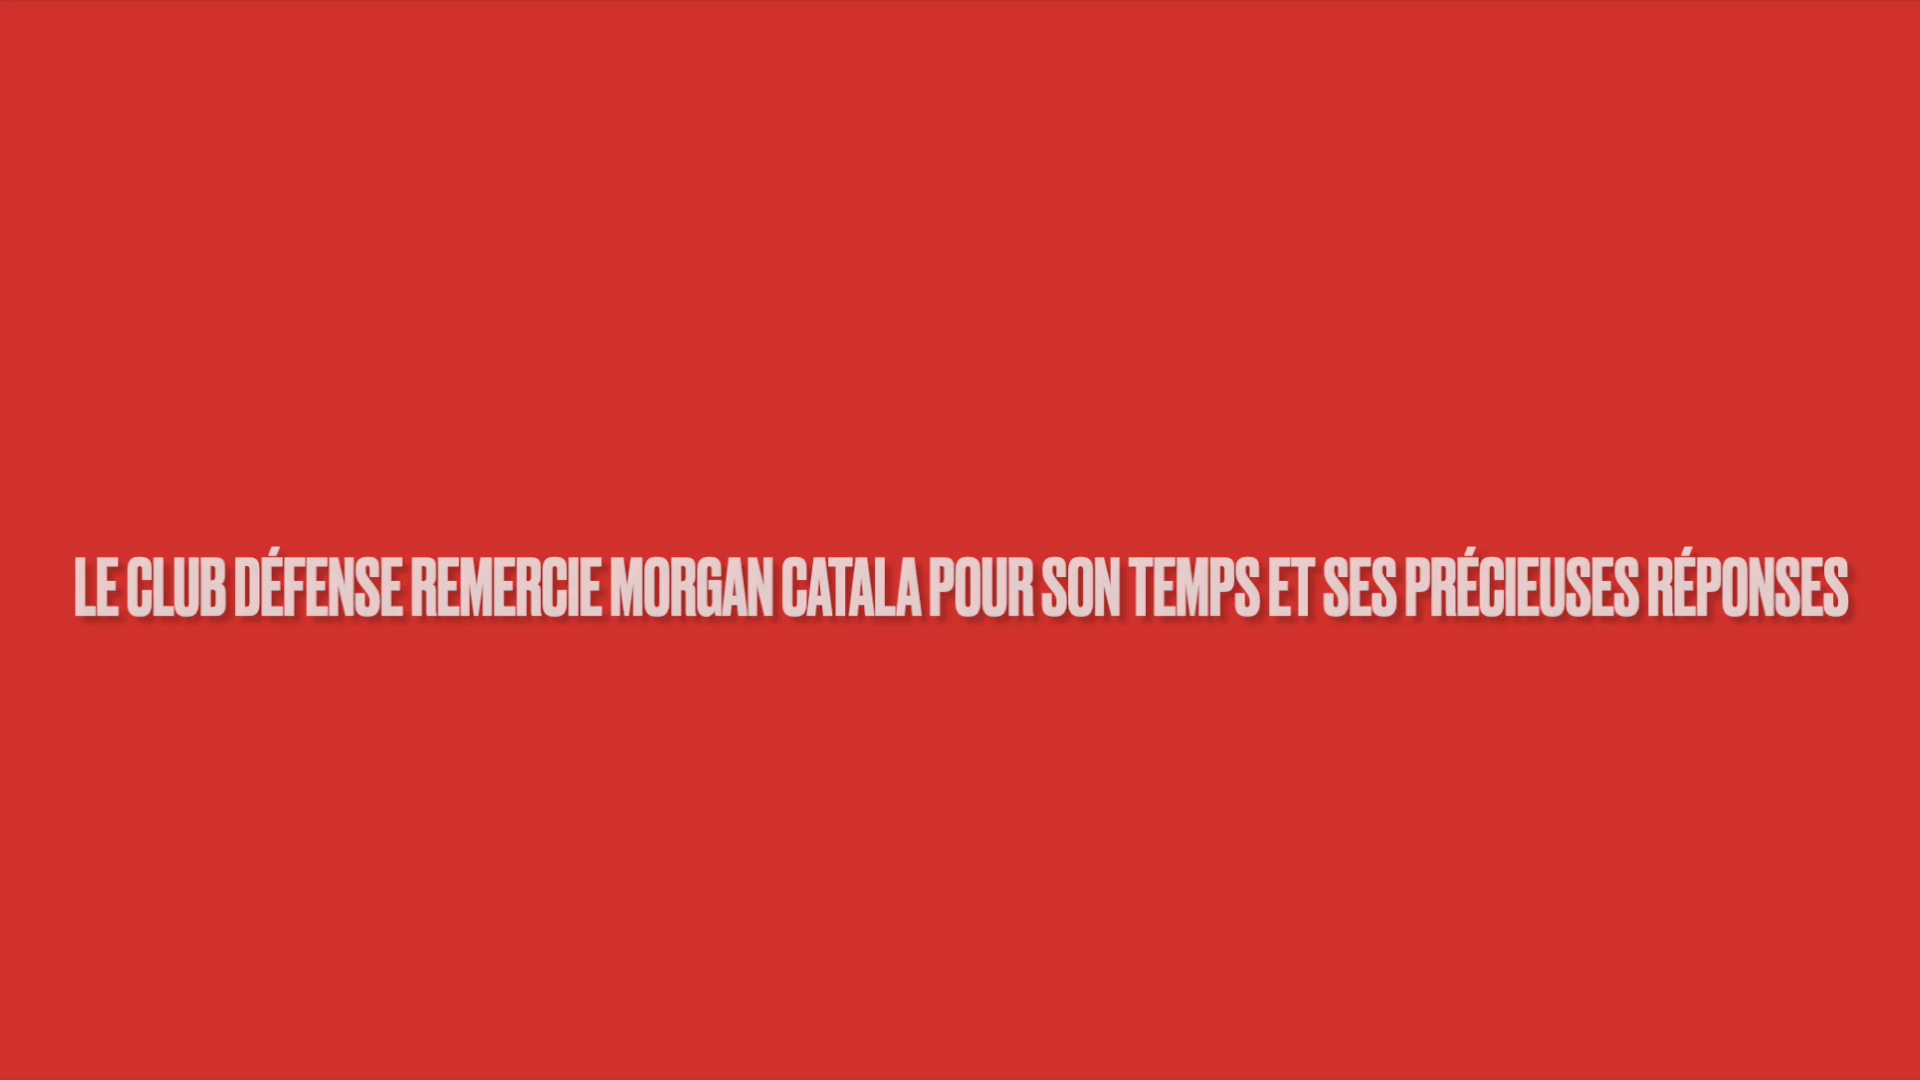 LE CLUB DÉFENSE REMERCIE MORGAN CATALA POUR SON TEMPS ET SES PRÉCIEUSES RÉPONSES